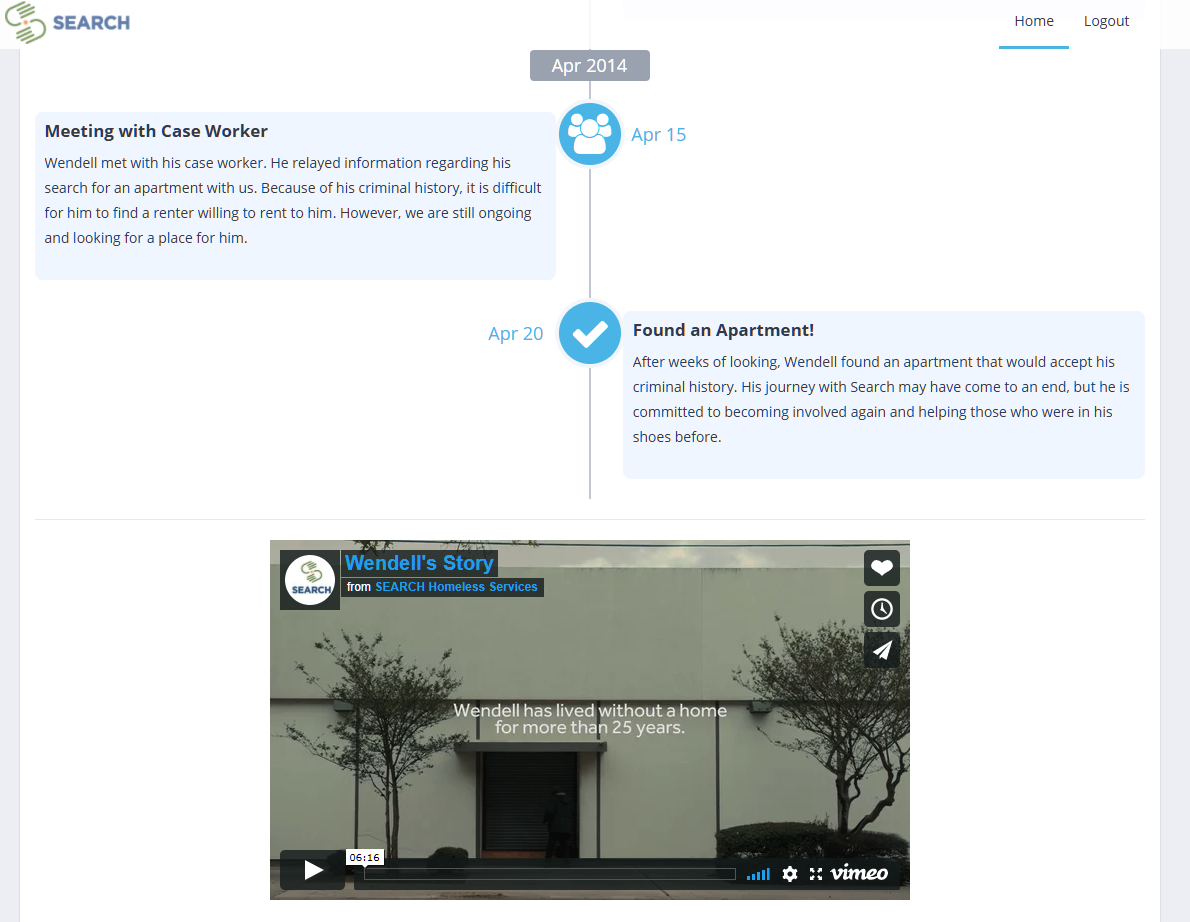 SEARCH
Home
Logout
Apr 2014
Meeting with Case Worker
Wendell met with his case worker. He relayed information regarding his
search for an apartment with us. Because of his criminal history, it is difficult
for him to find a renter willing to rent to him. However, we are still ongoing
and looking for a place for him.
Apr 15
Apr 20
Found an Apartment!
After weeks of looking, Wendell found an apartment that would accept his
criminal history. His journey with Search may have come to an end, but he is
committed to becoming involved again and helping those who were in his
shoes before.
SEARCH
Wendell's Story
from SEARCH Homeless Services
Wendell has lived without a home
for more than 25 years.
06:16
vimeo